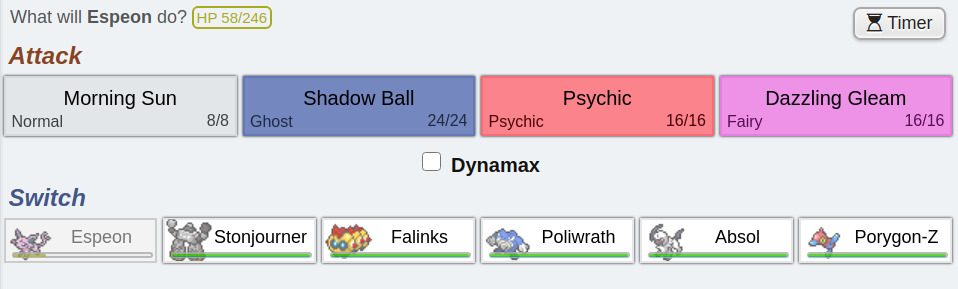 What will Espeon do? HP 58/246
Timer
Attack
Morning Sun Shadow Ball Psychic Dazzling Gleam
Normal 8/8 Ghost 24/24 Psychic 16/16 Fairy 16/16
Dynamax
Switch
Espeon Stonjourner Falinks Poliwrath Absol Porygon-Z